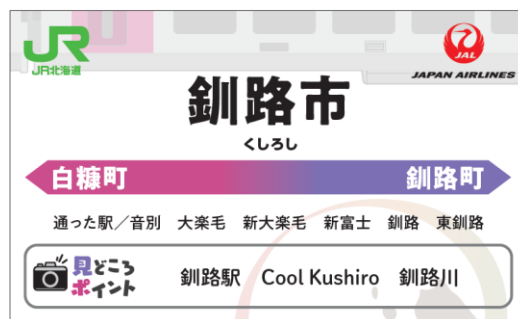 JR
JR北海道
JAL
JAPAN AIRLINES
釧路市
くしろし
白糠町 釧路町
通った駅／音別 大楽毛 新大楽毛 新富士 釧路 東釧路
見どころ
ポイント
釧路駅 Cool Kushiro 釧路川